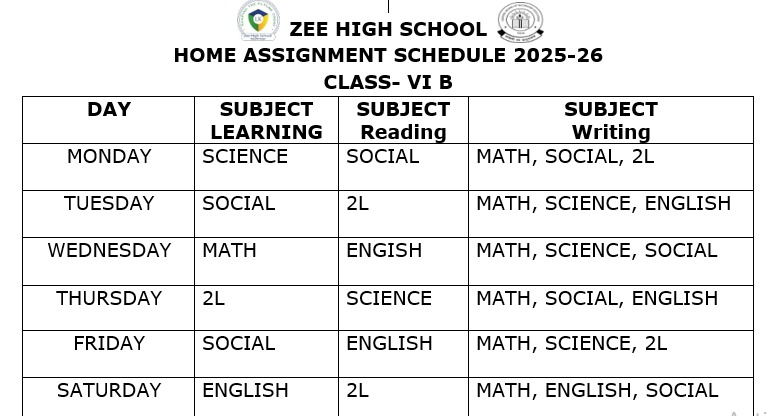 ZEE HIGH SCHOOL
HOME ASSIGNMENT SCHEDULE 2025-26
CLASS- VI B
DAY SUBJECT LEARNING SUBJECT Reading SUBJECT Writing
MONDAY SCIENCE SOCIAL MATH, SOCIAL, 2L
TUESDAY SOCIAL 2L MATH, SCIENCE, ENGLISH
WEDNESDAY MATH ENGISH MATH, SCIENCE, SOCIAL
THURSDAY 2L SCIENCE MATH, SOCIAL, ENGLISH
FRIDAY SOCIAL ENGLISH MATH, SCIENCE, 2L
SATURDAY ENGLISH 2L MATH, ENGLISH, SOCIAL